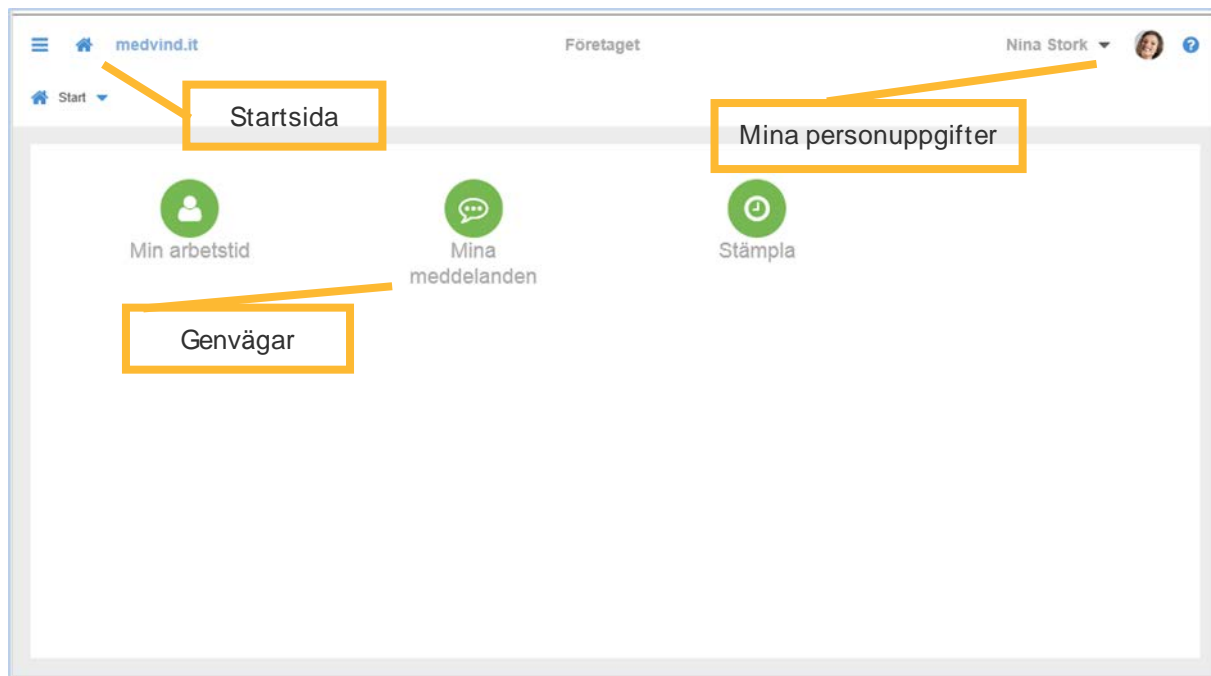 medvind.it Företaget Nina Stork
Start
Startsida
Mina personuppgifter
Min arbetstid
Mina
meddelanden
Stämpla
Genvägar